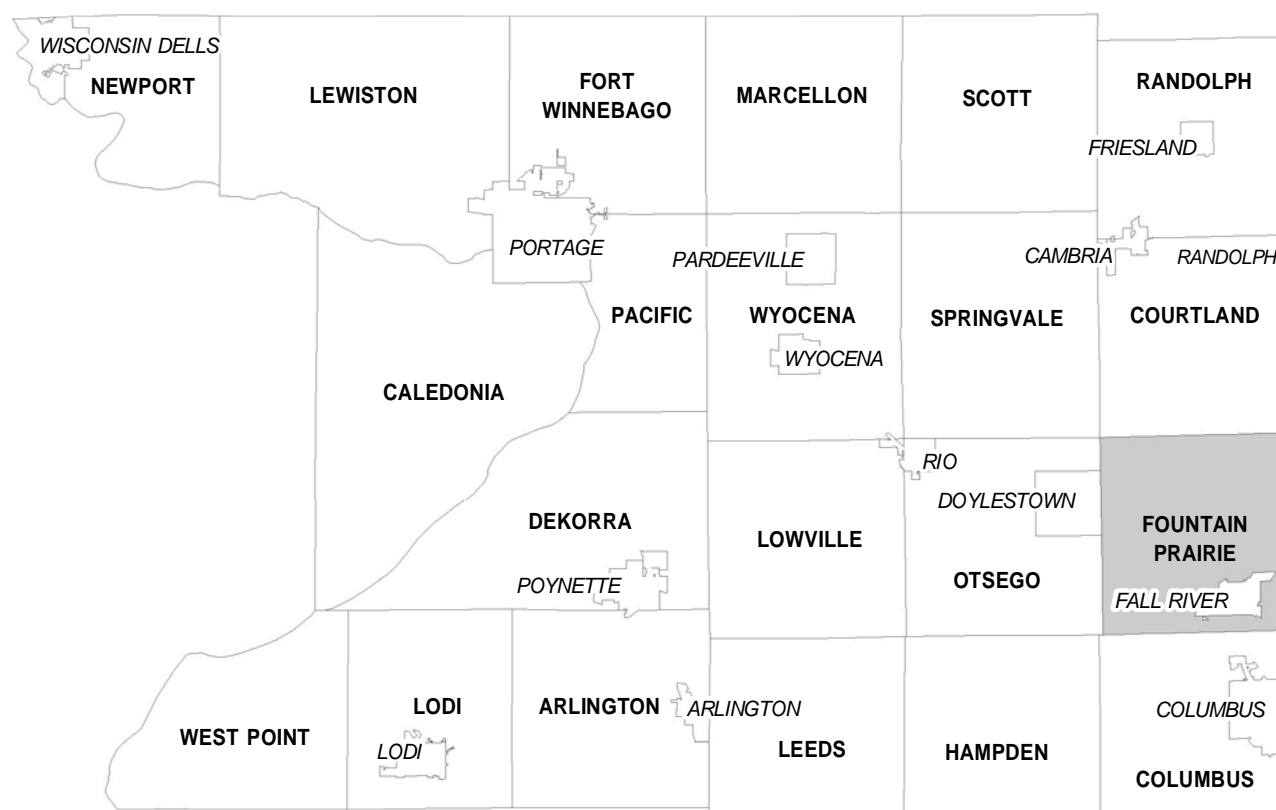 WISCONSIN DELLS
NEWPORT
LEWISTON
FORT
WINNEBAGO
MARCELLON
SCOTT
RANDOLPH
FRIESLAND
PORTAGE
PARDEEVILLE
CAMBRIA
RANDOLPH
PACIFIC
WYOCENA
SPRINGVALE
COURTLAND
WYOCENA
CALEDONIA
RIO
DOYLESTOWN
DEKORRA
LOWVILLE
FOUNTAIN
PRAIRIE
OTSEGO
POYNETTE
FALL RIVER
WEST POINT
LODI
ARLINGTON
ARLINGTON
COLUMBUS
LODI
LEEDS
HAMPDEN
COLUMBUS